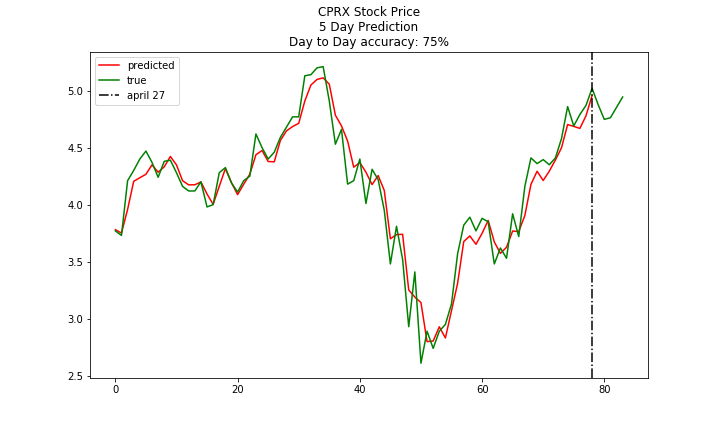 CPRX Stock Price
5 Day Prediction
Day to Day accuracy: 75%
predicted
true
april 27
5.0
4.5
4.0
3.5
3.0
2.5
0 20 40 60 80